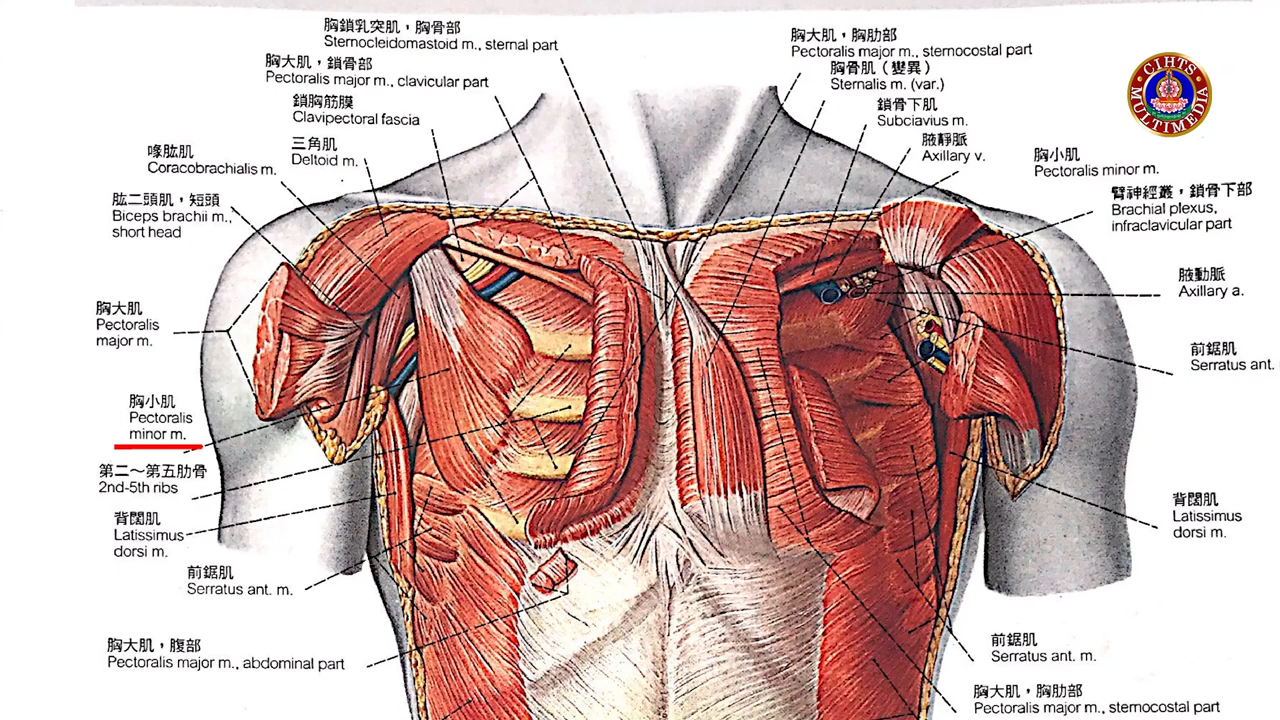 胸鎖乳突肌，胸骨部
Sternocleidomastoid m., sternal part
胸大肌，鎖骨部
Pectoralis major m., clavicular part
鎖胸筋膜
Clavipectoral fascia
三角肌
Deltoid m.
喙肱肌
Coracobrachialis m.
肱二頭肌，短頭
Biceps brachii m.,
short head
胸大肌
Pectoralis
major m.
胸小肌
Pectoralis
minor m.
第二～第五肋骨
2nd-5th ribs
背闊肌
Latissimus
dorsi m.
前鋸肌
Serratus ant. m.
胸大肌，腹部
Pectoralis major m., abdominal part
胸大肌，胸肋部
Pectoralis major m., sternocostal part
胸骨肌（變異）
Sternalis m. (var.)
鎖骨下肌
Subclavius m.
腋靜脈
Axillary v.
胸小肌
Pectoralis minor m.
臂神經叢，鎖骨下部
Brachial plexus,
infraclavicular part
腋動脈
Axillary a.
前鋸肌
Serratus ant.
背闊肌
Latissimus
dorsi m.
前鋸肌
Serratus ant. m.
胸大肌，胸肋部
Pectoralis major m., sternocostal part
CIHTS
MULTIMEDIA